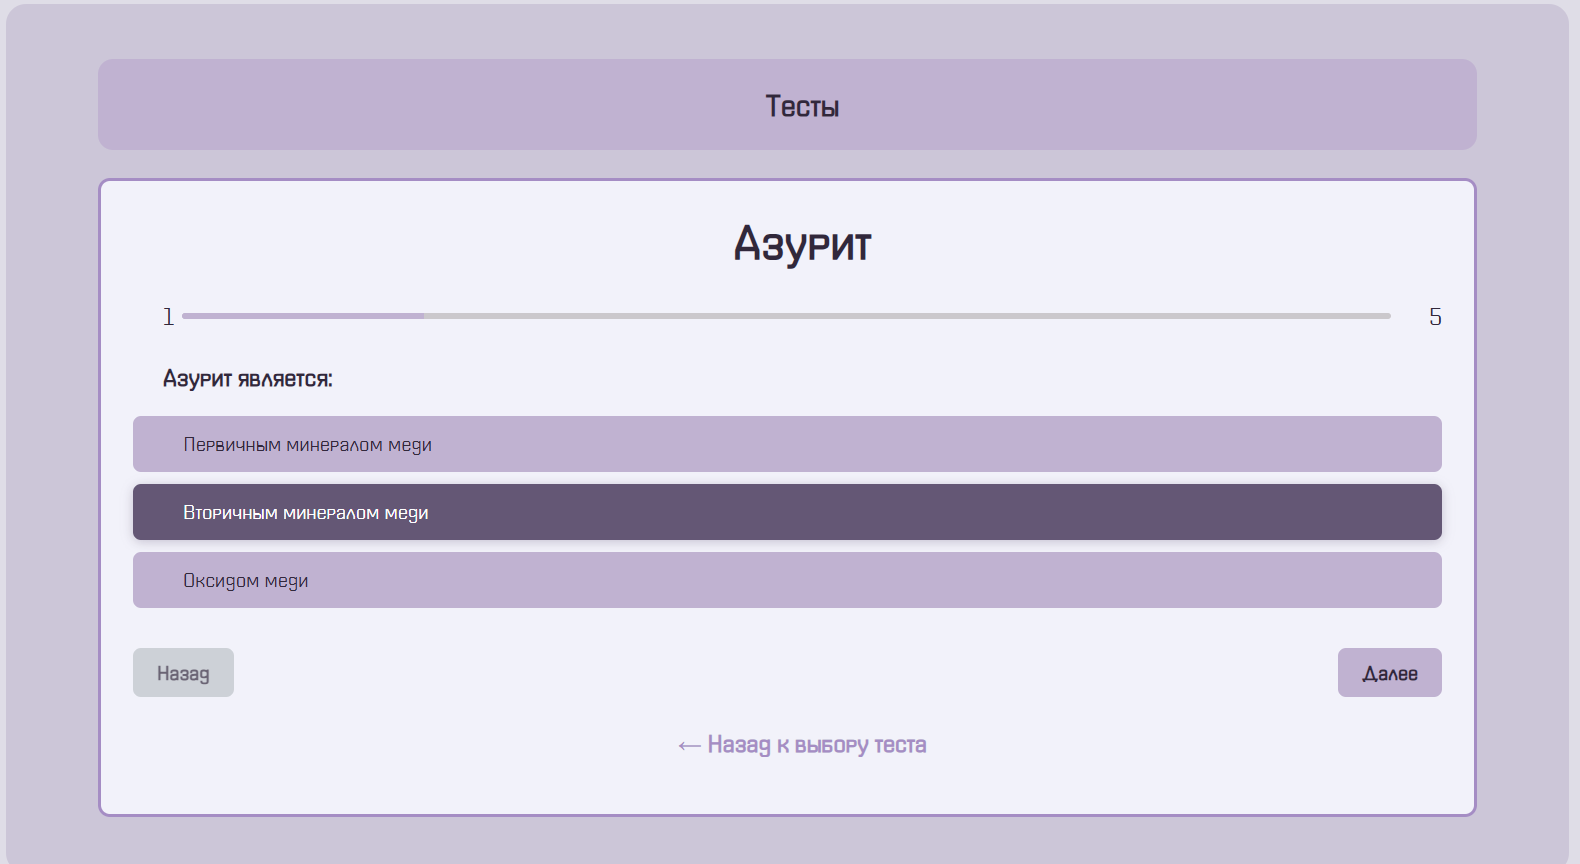 Тесты
Азурит
1 5
Азурит является:
Первичным минералом меди
Вторичным минералом меди
Оксидом меди
Назад Далее
← Назад к выбору теста